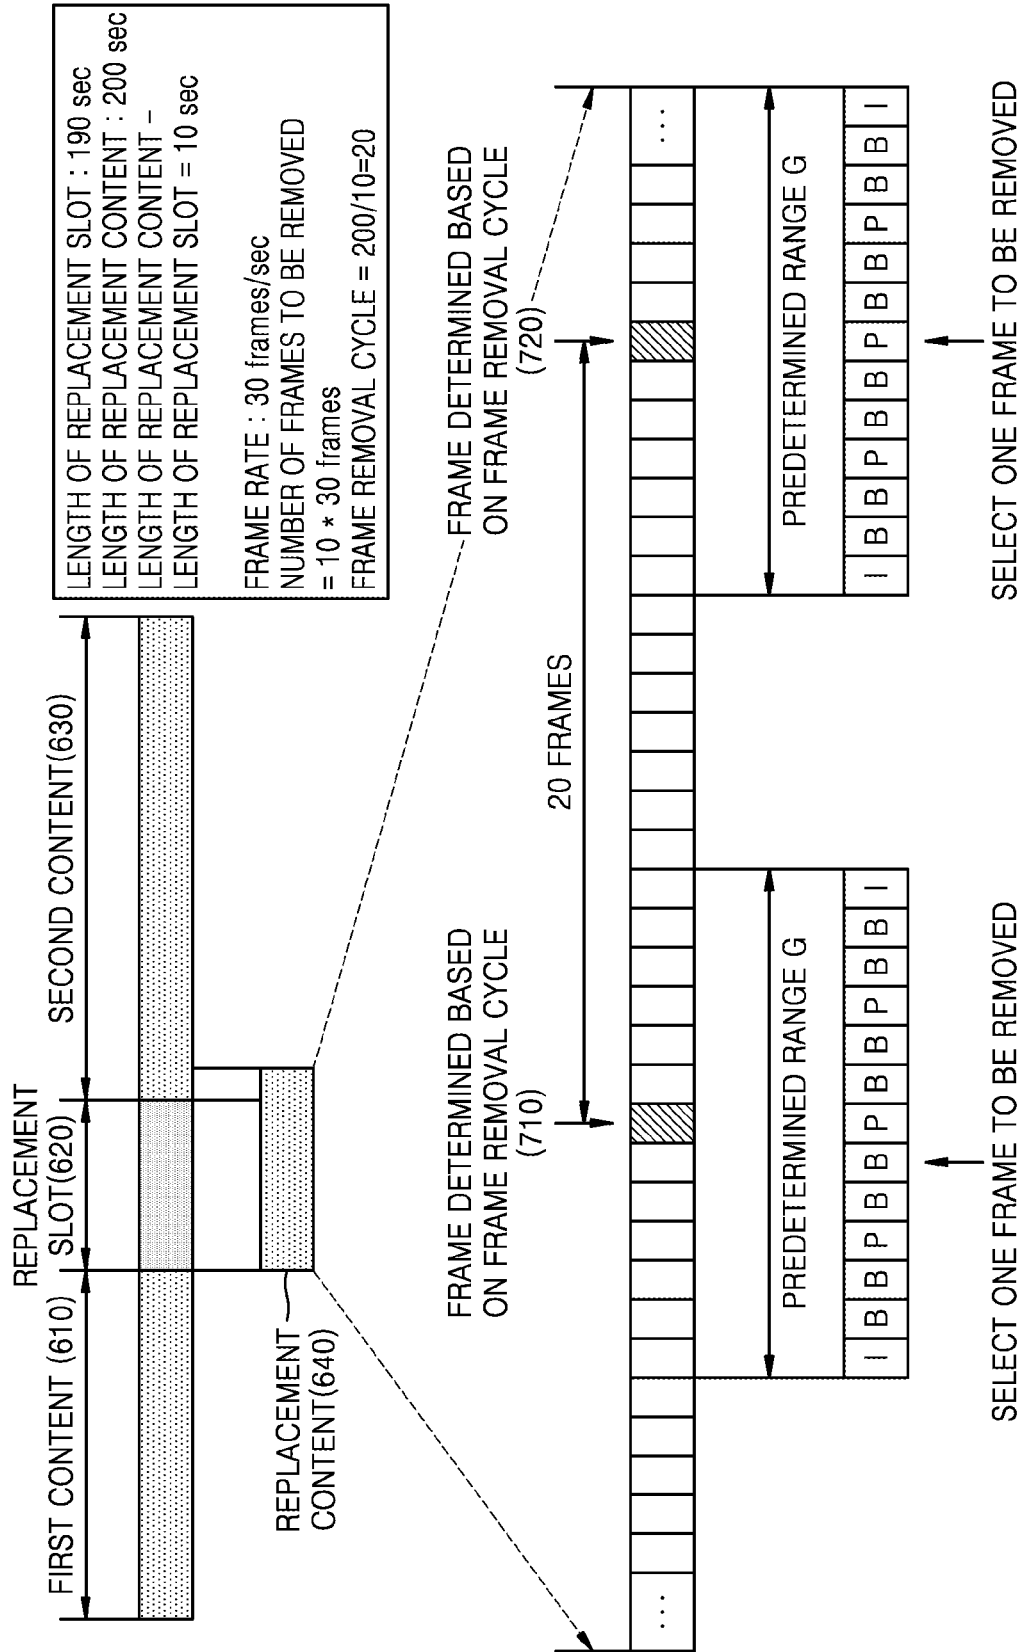 FIRST CONTENT (610)
REPLACEMENT
SLOT(620)
SECOND CONTENT(630)
REPLACEMENT
CONTENT(640)
LENGTH OF REPLACEMENT SLOT : 190 sec
LENGTH OF REPLACEMENT CONTENT : 200 sec
LENGTH OF REPLACEMENT CONTENT –
LENGTH OF REPLACEMENT SLOT = 10 sec
FRAME RATE : 30 frames/sec
NUMBER OF FRAMES TO BE REMOVED
= 10 * 30 frames
FRAME REMOVAL CYCLE = 200/10=20
FRAME DETERMINED BASED
ON FRAME REMOVAL CYCLE
(710)
FRAME DETERMINED BASED
ON FRAME REMOVAL CYCLE
(720)
20 FRAMES
...
...
PREDETERMINED RANGE G
PREDETERMINED RANGE G
I B B P B B P B B P B B I
I B B P B B P B B P B B I
SELECT ONE FRAME TO BE REMOVED
SELECT ONE FRAME TO BE REMOVED